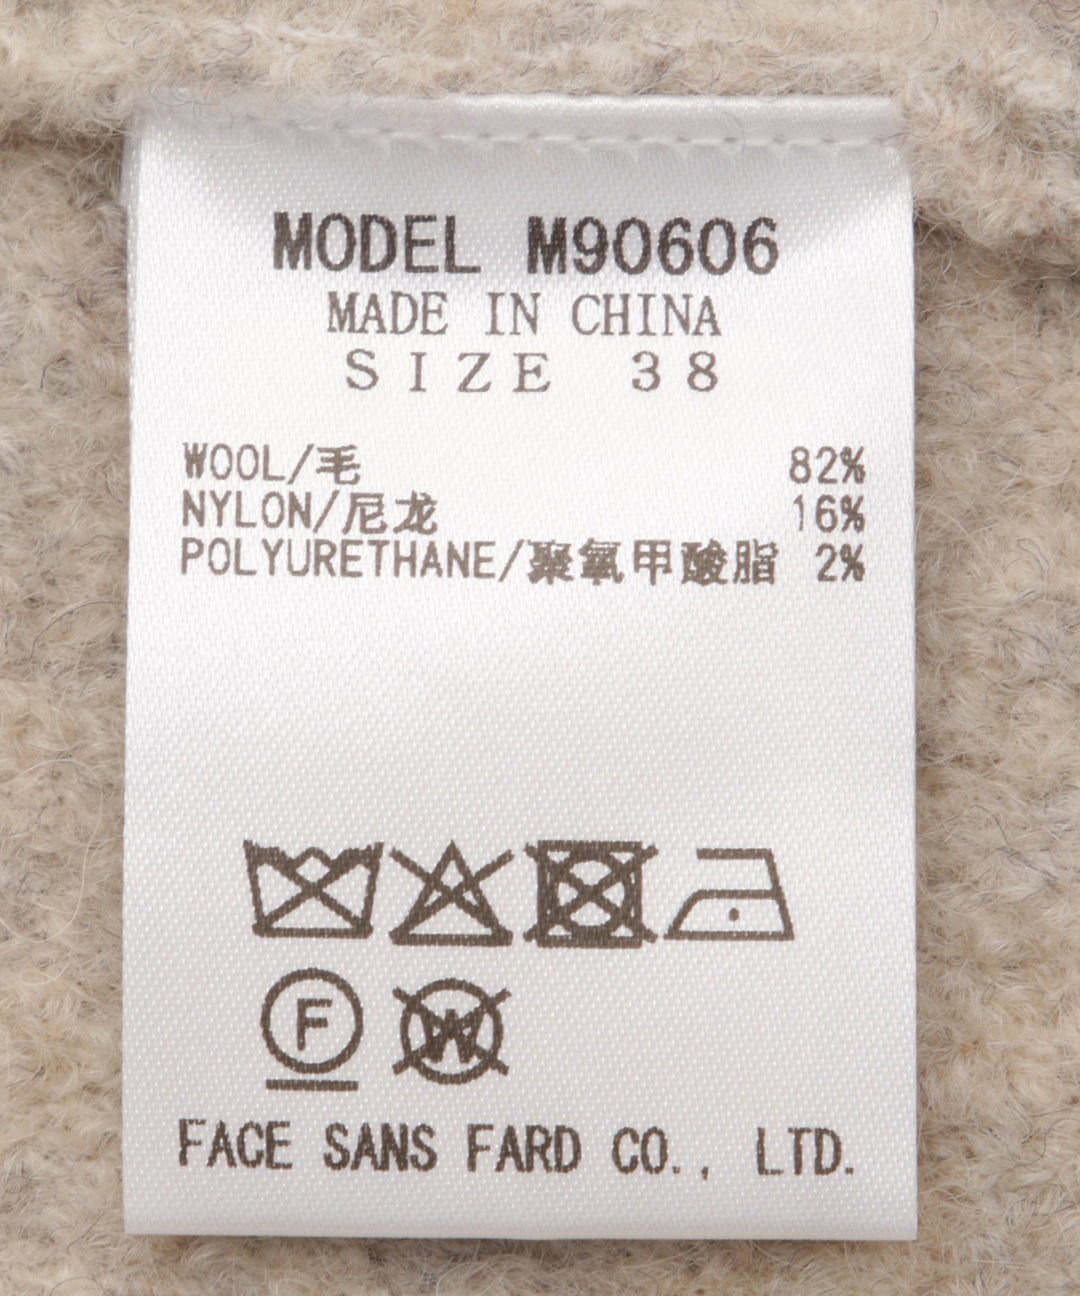 MODEL M90606
MADE IN CHINA
SIZE 38
WOOL/毛 82%
NYLON/尼龙 16%
POLYURETHANE/聚氧甲酸脂 2%
F
W
FACE SANS FARD CO., LTD.